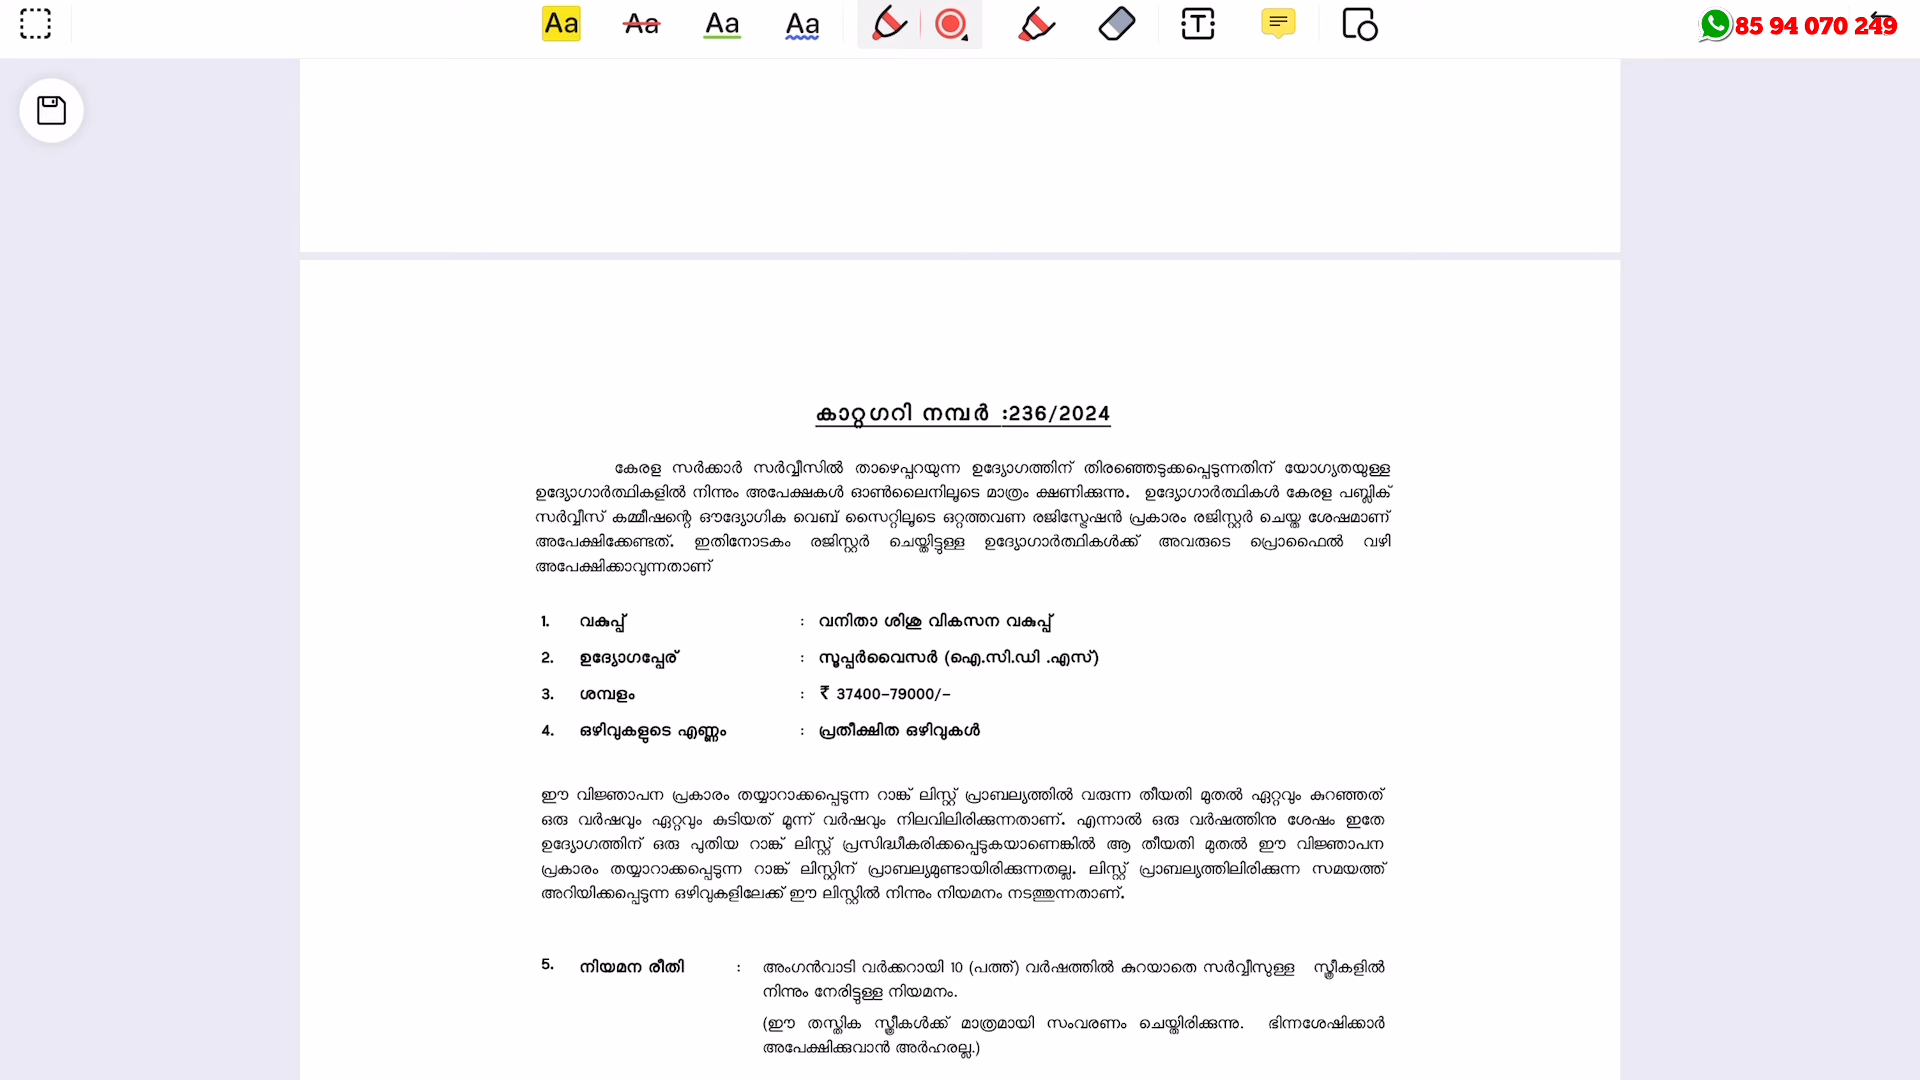 Aa Aa Aa Aa T
85 94 070 249
കാറ്റഗറി നമ്പർ :236/2024
കേരള സർക്കാർ സർവ്വീസിൽ താഴെപ്പറയുന്ന ഉദ്യോഗത്തിന് തിരഞ്ഞെടുക്കപ്പെടുന്നതിന് യോഗ്യതയുള്ള
ഉദ്യോഗാർത്ഥികളിൽ നിന്നും അപേക്ഷകൾ ഓൺലൈനിലൂടെ മാത്രം ക്ഷണിക്കുന്നു. ഉദ്യോഗാർത്ഥികൾ കേരള പബ്ലിക്
സർവ്വീസ് കമ്മീഷന്റെ ഔദ്യോഗിക വെബ് സൈറ്റിലൂടെ ഒറ്റത്തവണ രജിസ്ട്രേഷൻ പ്രകാരം രജിസ്റ്റർ ചെയ്ത ശേഷമാണ്
അപേക്ഷിക്കേണ്ടത്. ഇതിനോടകം രജിസ്റ്റർ ചെയ്തിട്ടുള്ള ഉദ്യോഗാർത്ഥികൾക്ക് അവരുടെ പ്രൊഫൈൽ വഴി
അപേക്ഷിക്കാവുന്നതാണ്
1. വകുപ്പ് : വനിതാ ശിശു വികസന വകുപ്പ്
2. ഉദ്യോഗപ്പേര് : സൂപ്പർവൈസർ (ഐ.സി.ഡി .എസ്)
3. ശമ്പളം : ₹ 37400-79000/-
4. ഒഴിവുകളുടെ എണ്ണം : പ്രതീക്ഷിത ഒഴിവുകൾ
ഈ വിജ്ഞാപന പ്രകാരം തയ്യാറാക്കപ്പെടുന്ന റാങ്ക് ലിസ്റ്റ് പ്രാബല്യത്തിൽ വരുന്ന തീയതി മുതൽ ഏറ്റവും കുറഞ്ഞത്
ഒരു വർഷവും ഏറ്റവും കൂടിയത് മൂന്ന് വർഷവും നിലവിലിരിക്കുന്നതാണ്. എന്നാൽ ഒരു വർഷത്തിനു ശേഷം ഇതേ
ഉദ്യോഗത്തിന് ഒരു പുതിയ റാങ്ക് ലിസ്റ്റ് പ്രസിദ്ധീകരിക്കപ്പെടുകയാണെങ്കിൽ ആ തീയതി മുതൽ ഈ വിജ്ഞാപന
പ്രകാരം തയ്യാറാക്കപ്പെടുന്ന റാങ്ക് ലിസ്റ്റിന് പ്രാബല്യമുണ്ടായിരിക്കുന്നതല്ല. ലിസ്റ്റ് പ്രാബല്യത്തിലിരിക്കുന്ന സമയത്ത്
അറിയിക്കപ്പെടുന്ന ഒഴിവുകളിലേക്ക് ഈ ലിസ്റ്റിൽ നിന്നും നിയമനം നടത്തുന്നതാണ്.
5. നിയമന രീതി : അംഗൻവാടി വർക്കറായി 10 (പത്ത്) വർഷത്തിൽ കുറയാതെ സർവ്വീസുള്ള സ്ത്രീകളിൽ
നിന്നും നേരിട്ടുള്ള നിയമനം.
(ഈ തസ്തിക സ്ത്രീകൾക്ക് മാത്രമായി സംവരണം ചെയ്തിരിക്കുന്നു. ഭിന്നശേഷിക്കാർ
അപേക്ഷിക്കുവാൻ അർഹരല്ല.)